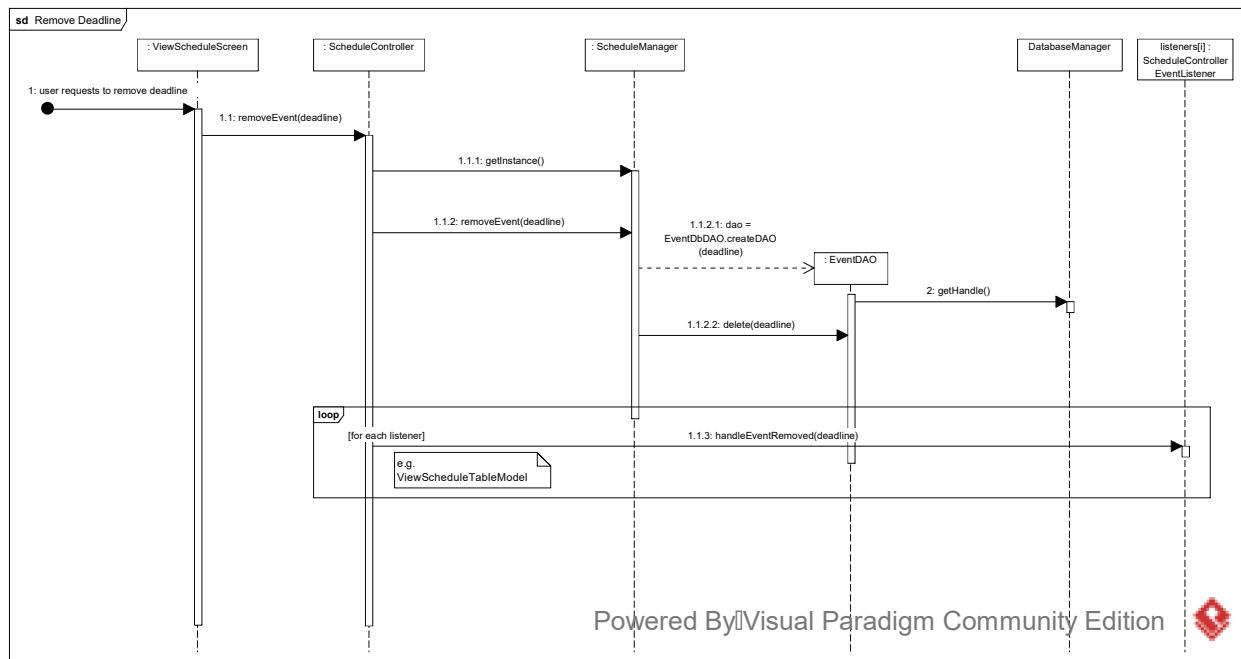 sd Remove Deadline
: ViewScheduleScreen
: ScheduleController
: ScheduleManager
DatabaseManager
listeners[i] :
ScheduleController
EventListener
1: user requests to remove deadline
1.1: removeEvent(deadline)
1.1.1: getInstance()
1.1.2: removeEvent(deadline)
1.1.2.1: dao =
EventDbDAO.createDAO
(deadline)
: EventDAO
2: getHandle()
1.1.2.2: delete(deadline)
loop
[for each listener]
1.1.3: handleEventRemoved(deadline)
e.g.
ViewScheduleTableModel
Powered By Visual Paradigm Community Edition